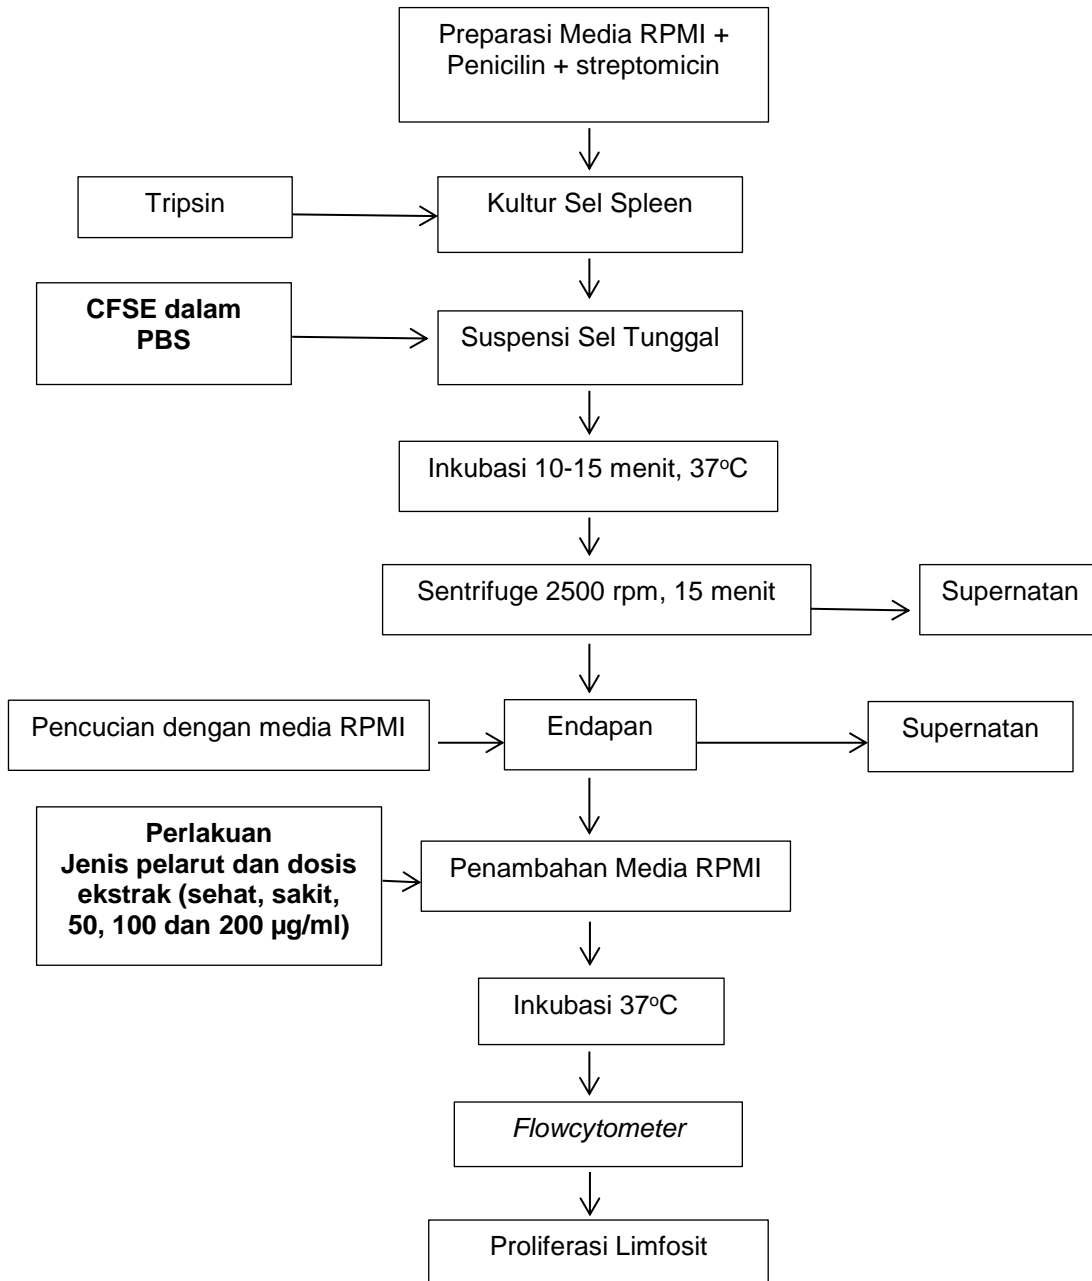 Preparasi Media RPMI +
Penicilin + streptomicin
Tripsin
Kultur Sel Spleen
CFSE dalam
PBS
Suspensi Sel Tunggal
Inkubasi 10-15 menit, 37°C
Sentrifuge 2500 rpm, 15 menit
Supernatan
Pencucian dengan media RPMI
Endapan
Supernatan
Perlakuan
Jenis pelarut dan dosis
ekstrak (sehat, sakit,
50, 100 dan 200 µg/ml)
Penambahan Media RPMI
Inkubasi 37°C
Flowcytometer
Proliferasi Limfosit